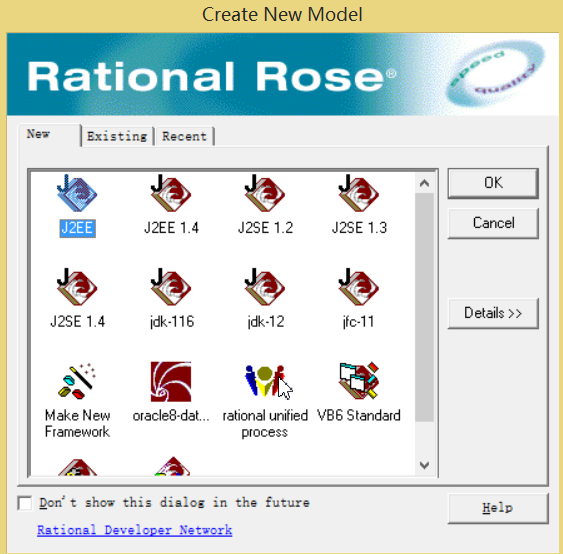 Create New Model
Rational Rose®
speed
quality
New Existing Recent
J2EE J2EE 1.4 J2SE 1.2 J2SE 1.3
J2SE 1.4 jdk-116 jdk-12 jfc-11
Make New Framework oracle8-dat... rational unified process VB6 Standard
OK
Cancel
Details >>
Don't show this dialog in the future
Help
Rational Developer Network